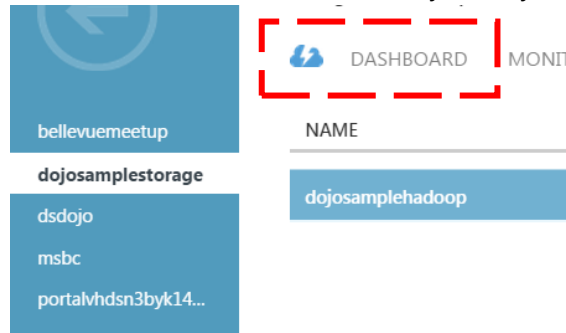 DASHBOARD
bellevuemeetup
dojosamplestorage
dsdojo
msbc
portalvhdsn3byk14...
NAME
dojosamplehadoop